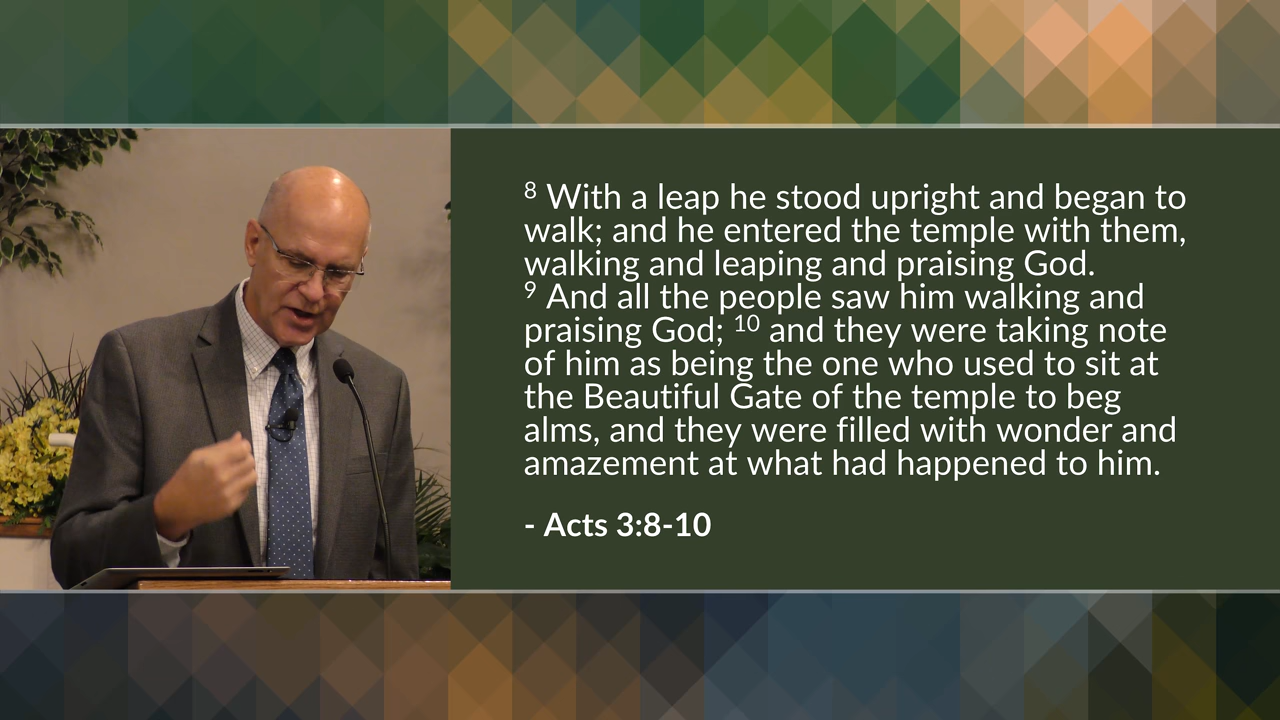 8 With a leap he stood upright and began to
walk; and he entered the temple with them,
walking and leaping and praising God.
9 And all the people saw him walking and
praising God; 10 and they were taking note
of him as being the one who used to sit at
the Beautiful Gate of the temple to beg
alms, and they were filled with wonder and
amazement at what had happened to him.
- Acts 3:8-10